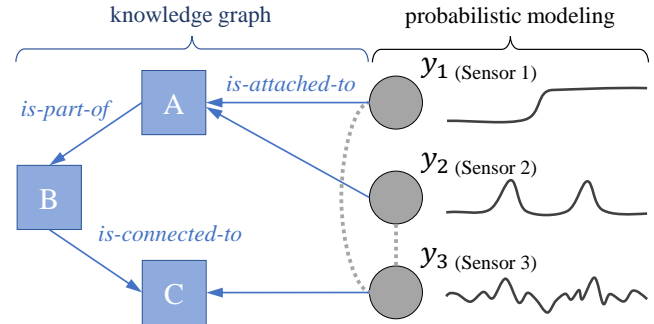 knowledge graph
probabilistic modeling
is-attached-to
y1 (Sensor 1)
A
is-part-of
y2 (Sensor 2)
B
is-connected-to
y3 (Sensor 3)
C